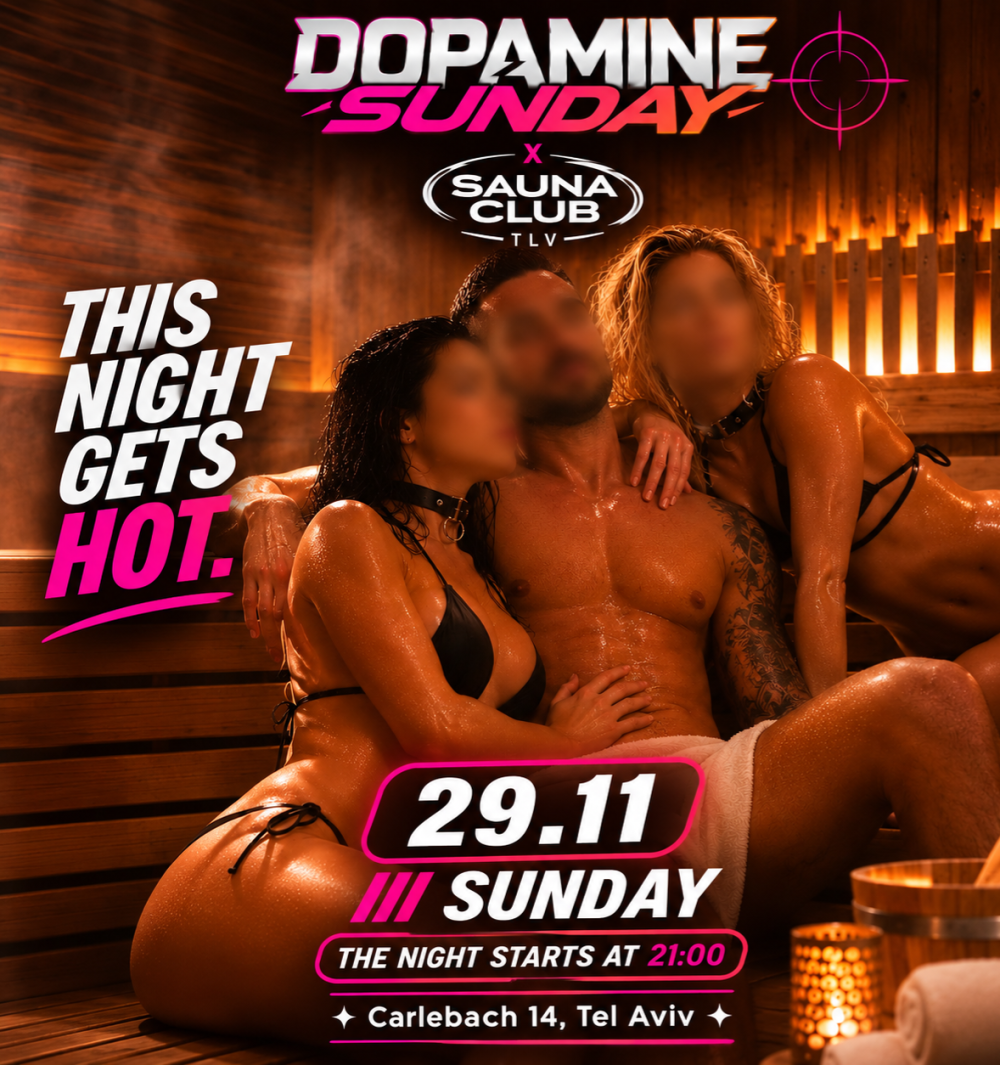 DOPAMINE
SUNDAY
X
SAUNA
CLUB
TLV
THIS
NIGHT
GETS
HOT.
29.11
/// SUNDAY
THE NIGHT STARTS AT 21:00
Carlebach 14, Tel Aviv